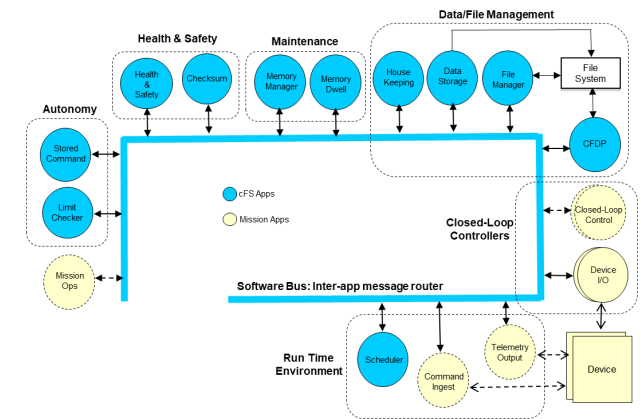 Data/File Management
Health & Safety
Maintenance
Health
&
Safety
Checksum
Memory
Manager
Memory
Dwell
House
Keeping
Data
Storage
File
Manager
File
System
Autonomy
Stored
Command
CFDP
cFS Apps
Limit
Checker
Mission Apps
Closed-Loop
Controllers
Closed-Loop
Control
Mission
Ops
Device
I/O
Software Bus: Inter-app message router
Run Time
Environment
Scheduler
Command
Ingest
Telemetry
Output
Device